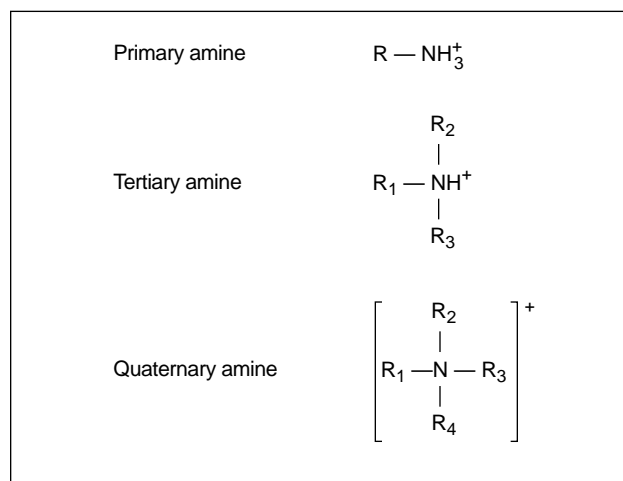 Primary amine R — NH₃⁺
R₂
|
Tertiary amine R₁ — NH⁺
|
R₃
R₂ +
|
Quaternary amine R₁ — N — R₃
|
R₄